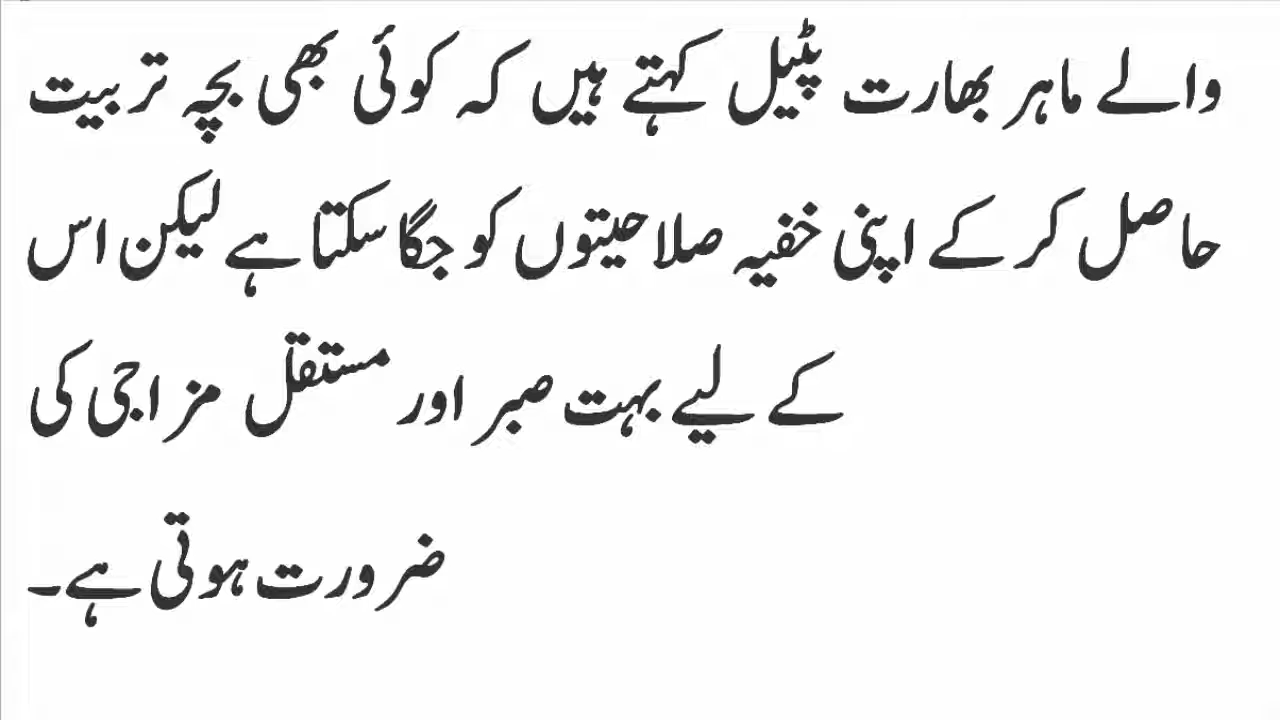 والے ماہر بھارت پٹیل کہتے ہیں کہ کوئی بھی بچہ تربیت
حاصل کر کے اپنی خفیہ صلاحیتوں کو جگا سکتا ہے لیکن اس
کے لیے بہت صبر اور مستقل مزاجی کی
ضرورت ہوتی ہے۔